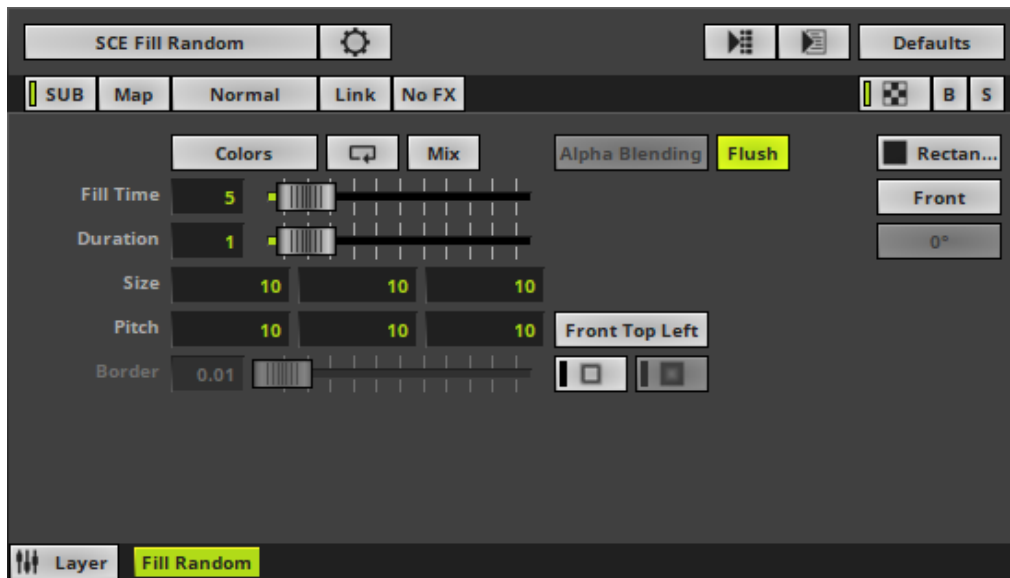 SCE Fill Random Defaults
SUB Map Normal Link No FX B S
Colors Mix Alpha Blending Flush Rectan...
Fill Time 5 Front
Duration 1 0°
Size 10 10 10
Pitch 10 10 10 Front Top Left
Border 0.01
Layer Fill Random